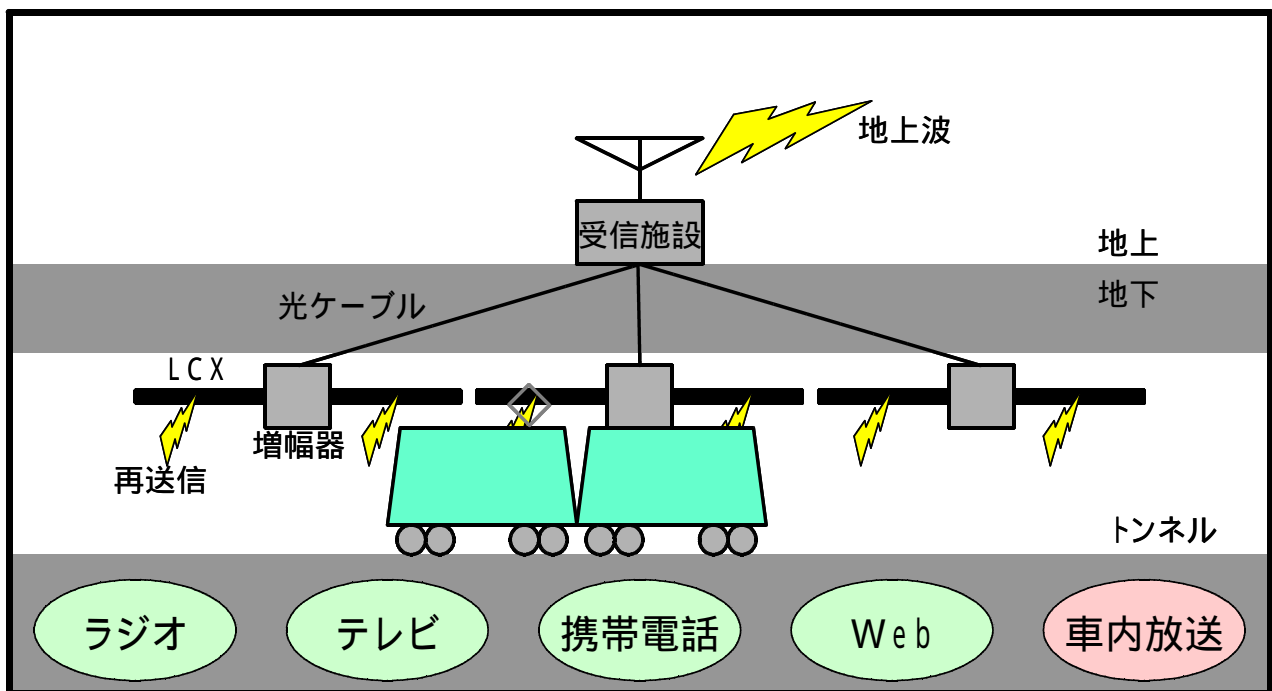 地上波
受信施設
地上
地下
光ケーブル
LCX
増幅器
再送信
トンネル
ラジオ
テレビ
携帯電話
Web
車内放送